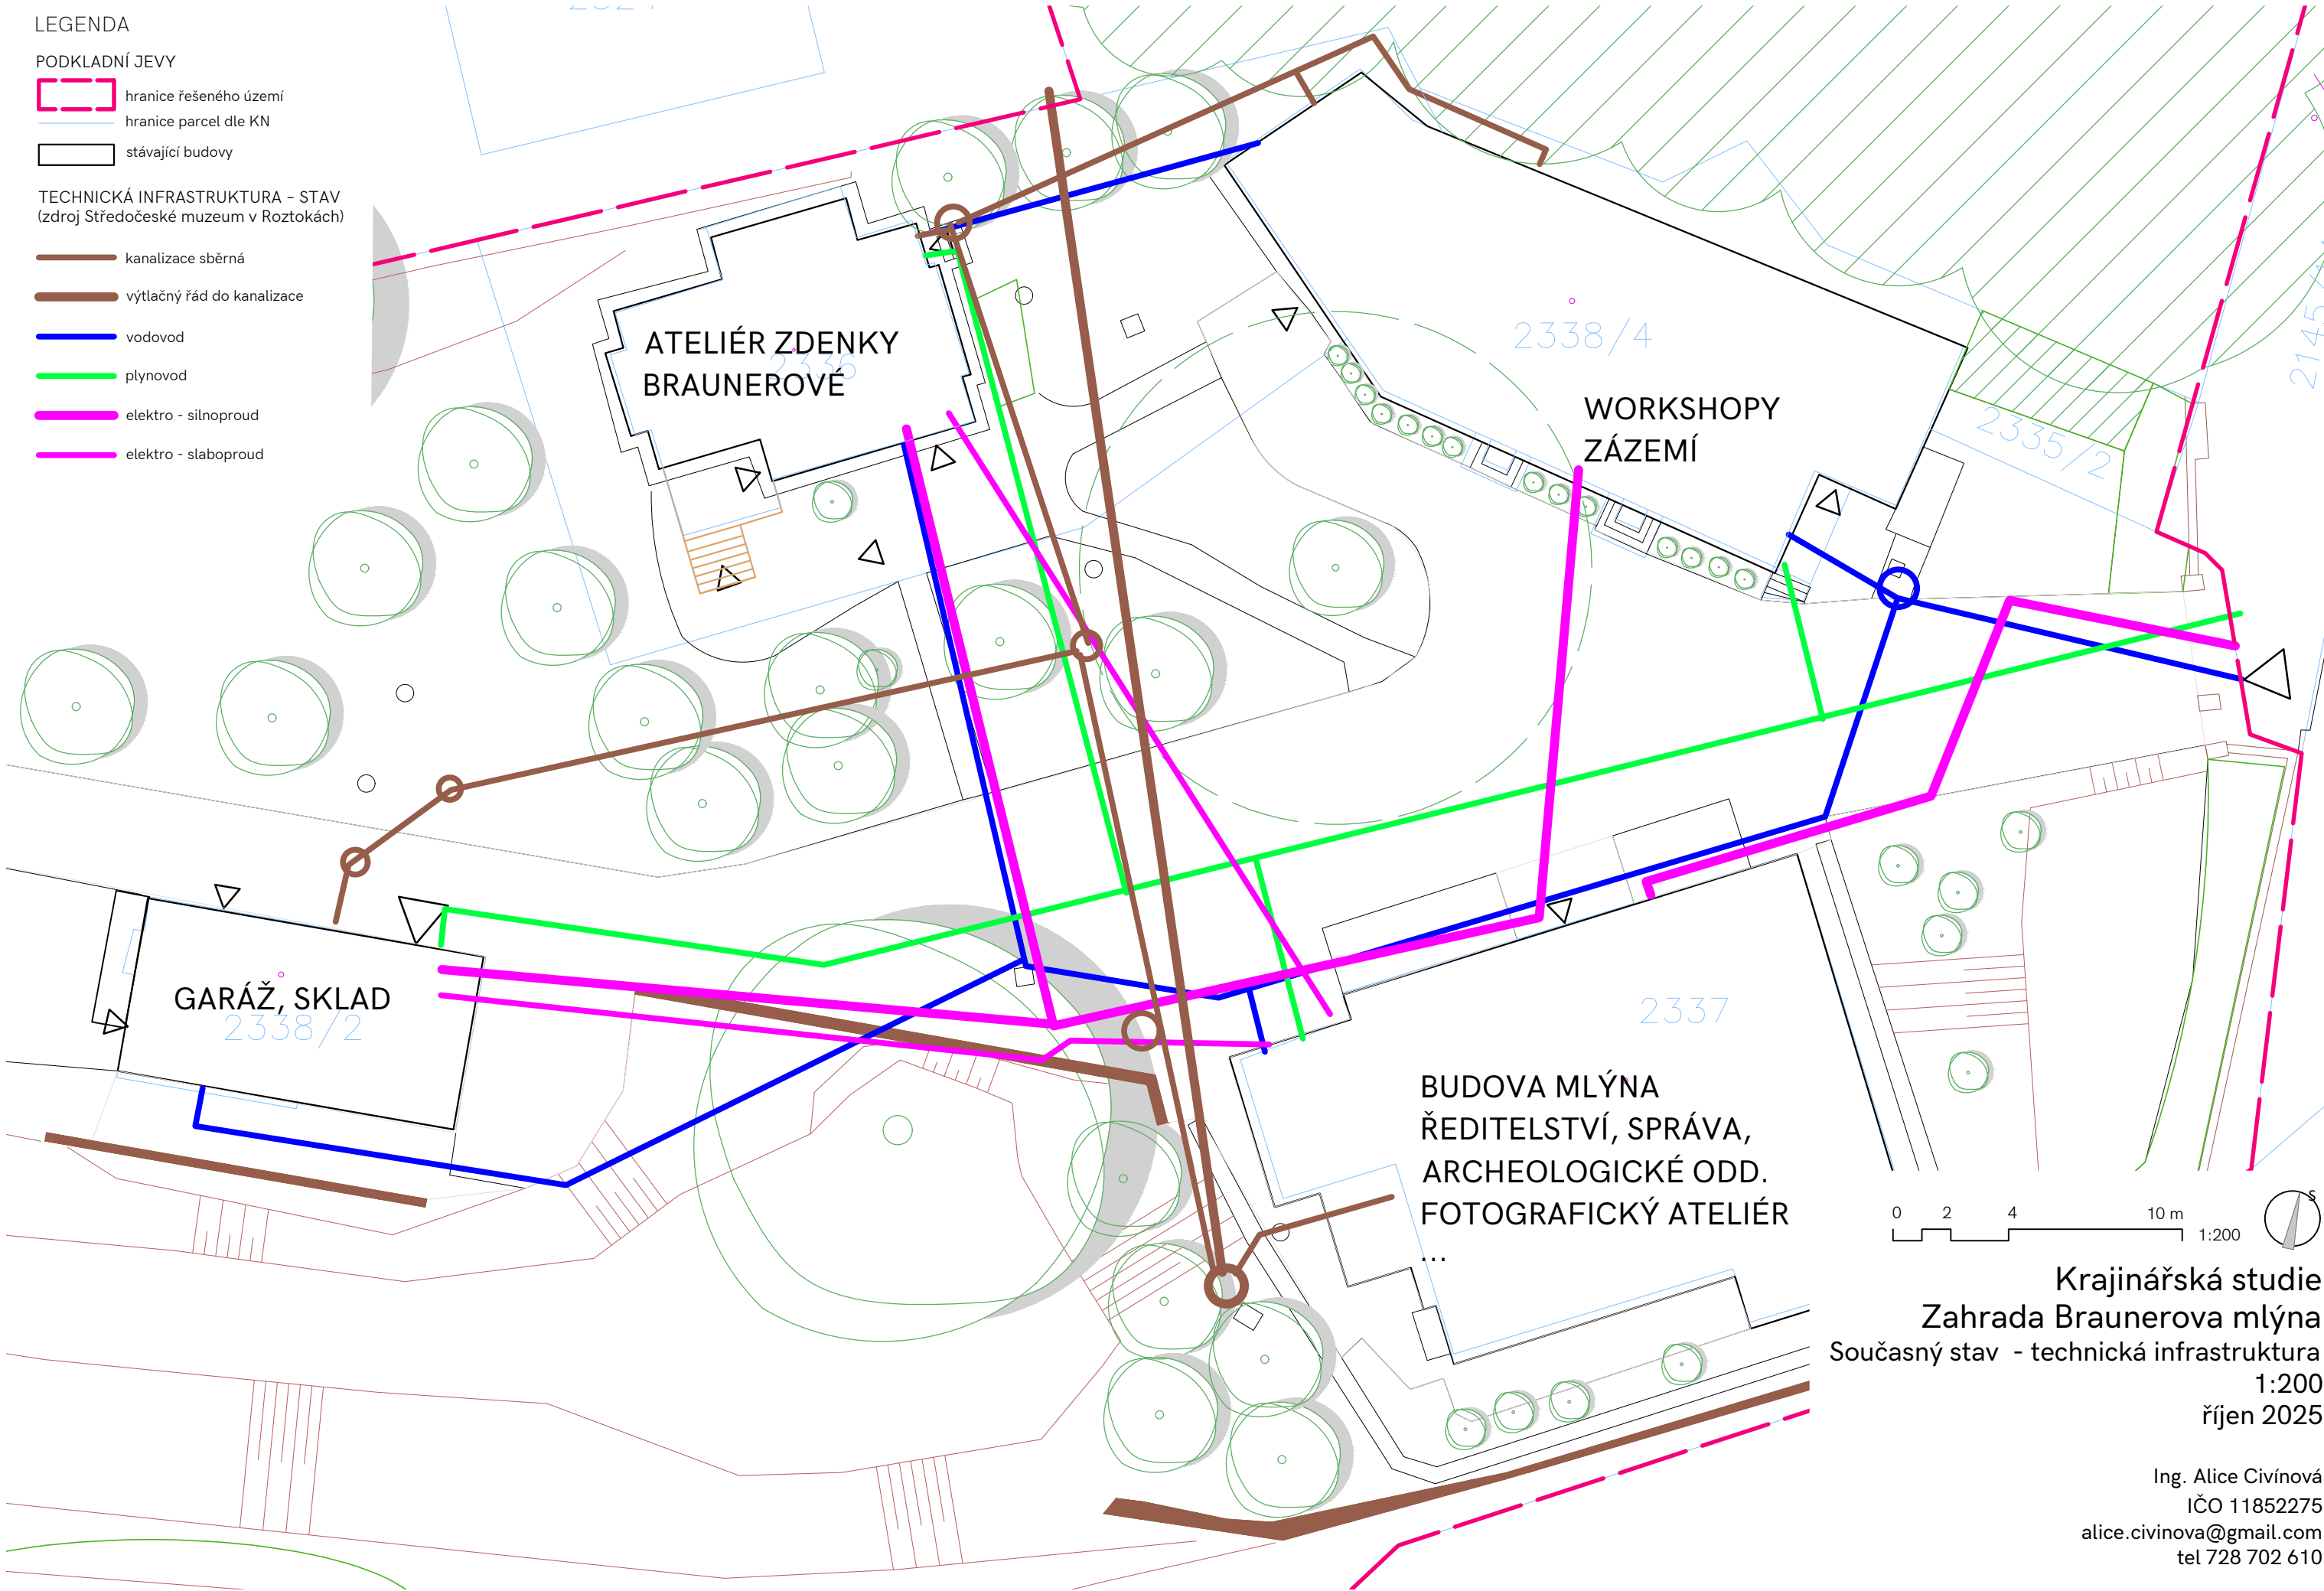 LEGENDA
PODKLADNÍ JEVY
hranice řešeného území
hranice parcel dle KN
stávající budovy
TECHNICKÁ INFRASTRUKTURA - STAV
(zdroj Středočeské muzeum v Roztokách)
kanalizace sběrná
výtlačný řád do kanalizace
vodovod
plynovod
elektro - silnoproud
elektro - slaboproud
ATELIÉR ZDENKY
BRAUNEROVÉ
2336
2338/4
WORKSHOPY
ZÁZEMÍ
2335/2
GARÁŽ, SKLAD
2338/2
2337
BUDOVA MLÝNA
ŘEDITELSTVÍ, SPRÁVA,
ARCHEOLOGICKÉ ODD.
FOTOGRAFICKÝ ATELIÉR
...
0 2 4 10 m
1:200
S
Krajinářská studie
Zahrada Braunerova mlýna
Současný stav - technická infrastruktura
1:200
říjen 2025
Ing. Alice Civínová
IČO 11852275
alice.civinova@gmail.com
tel 728 702 610